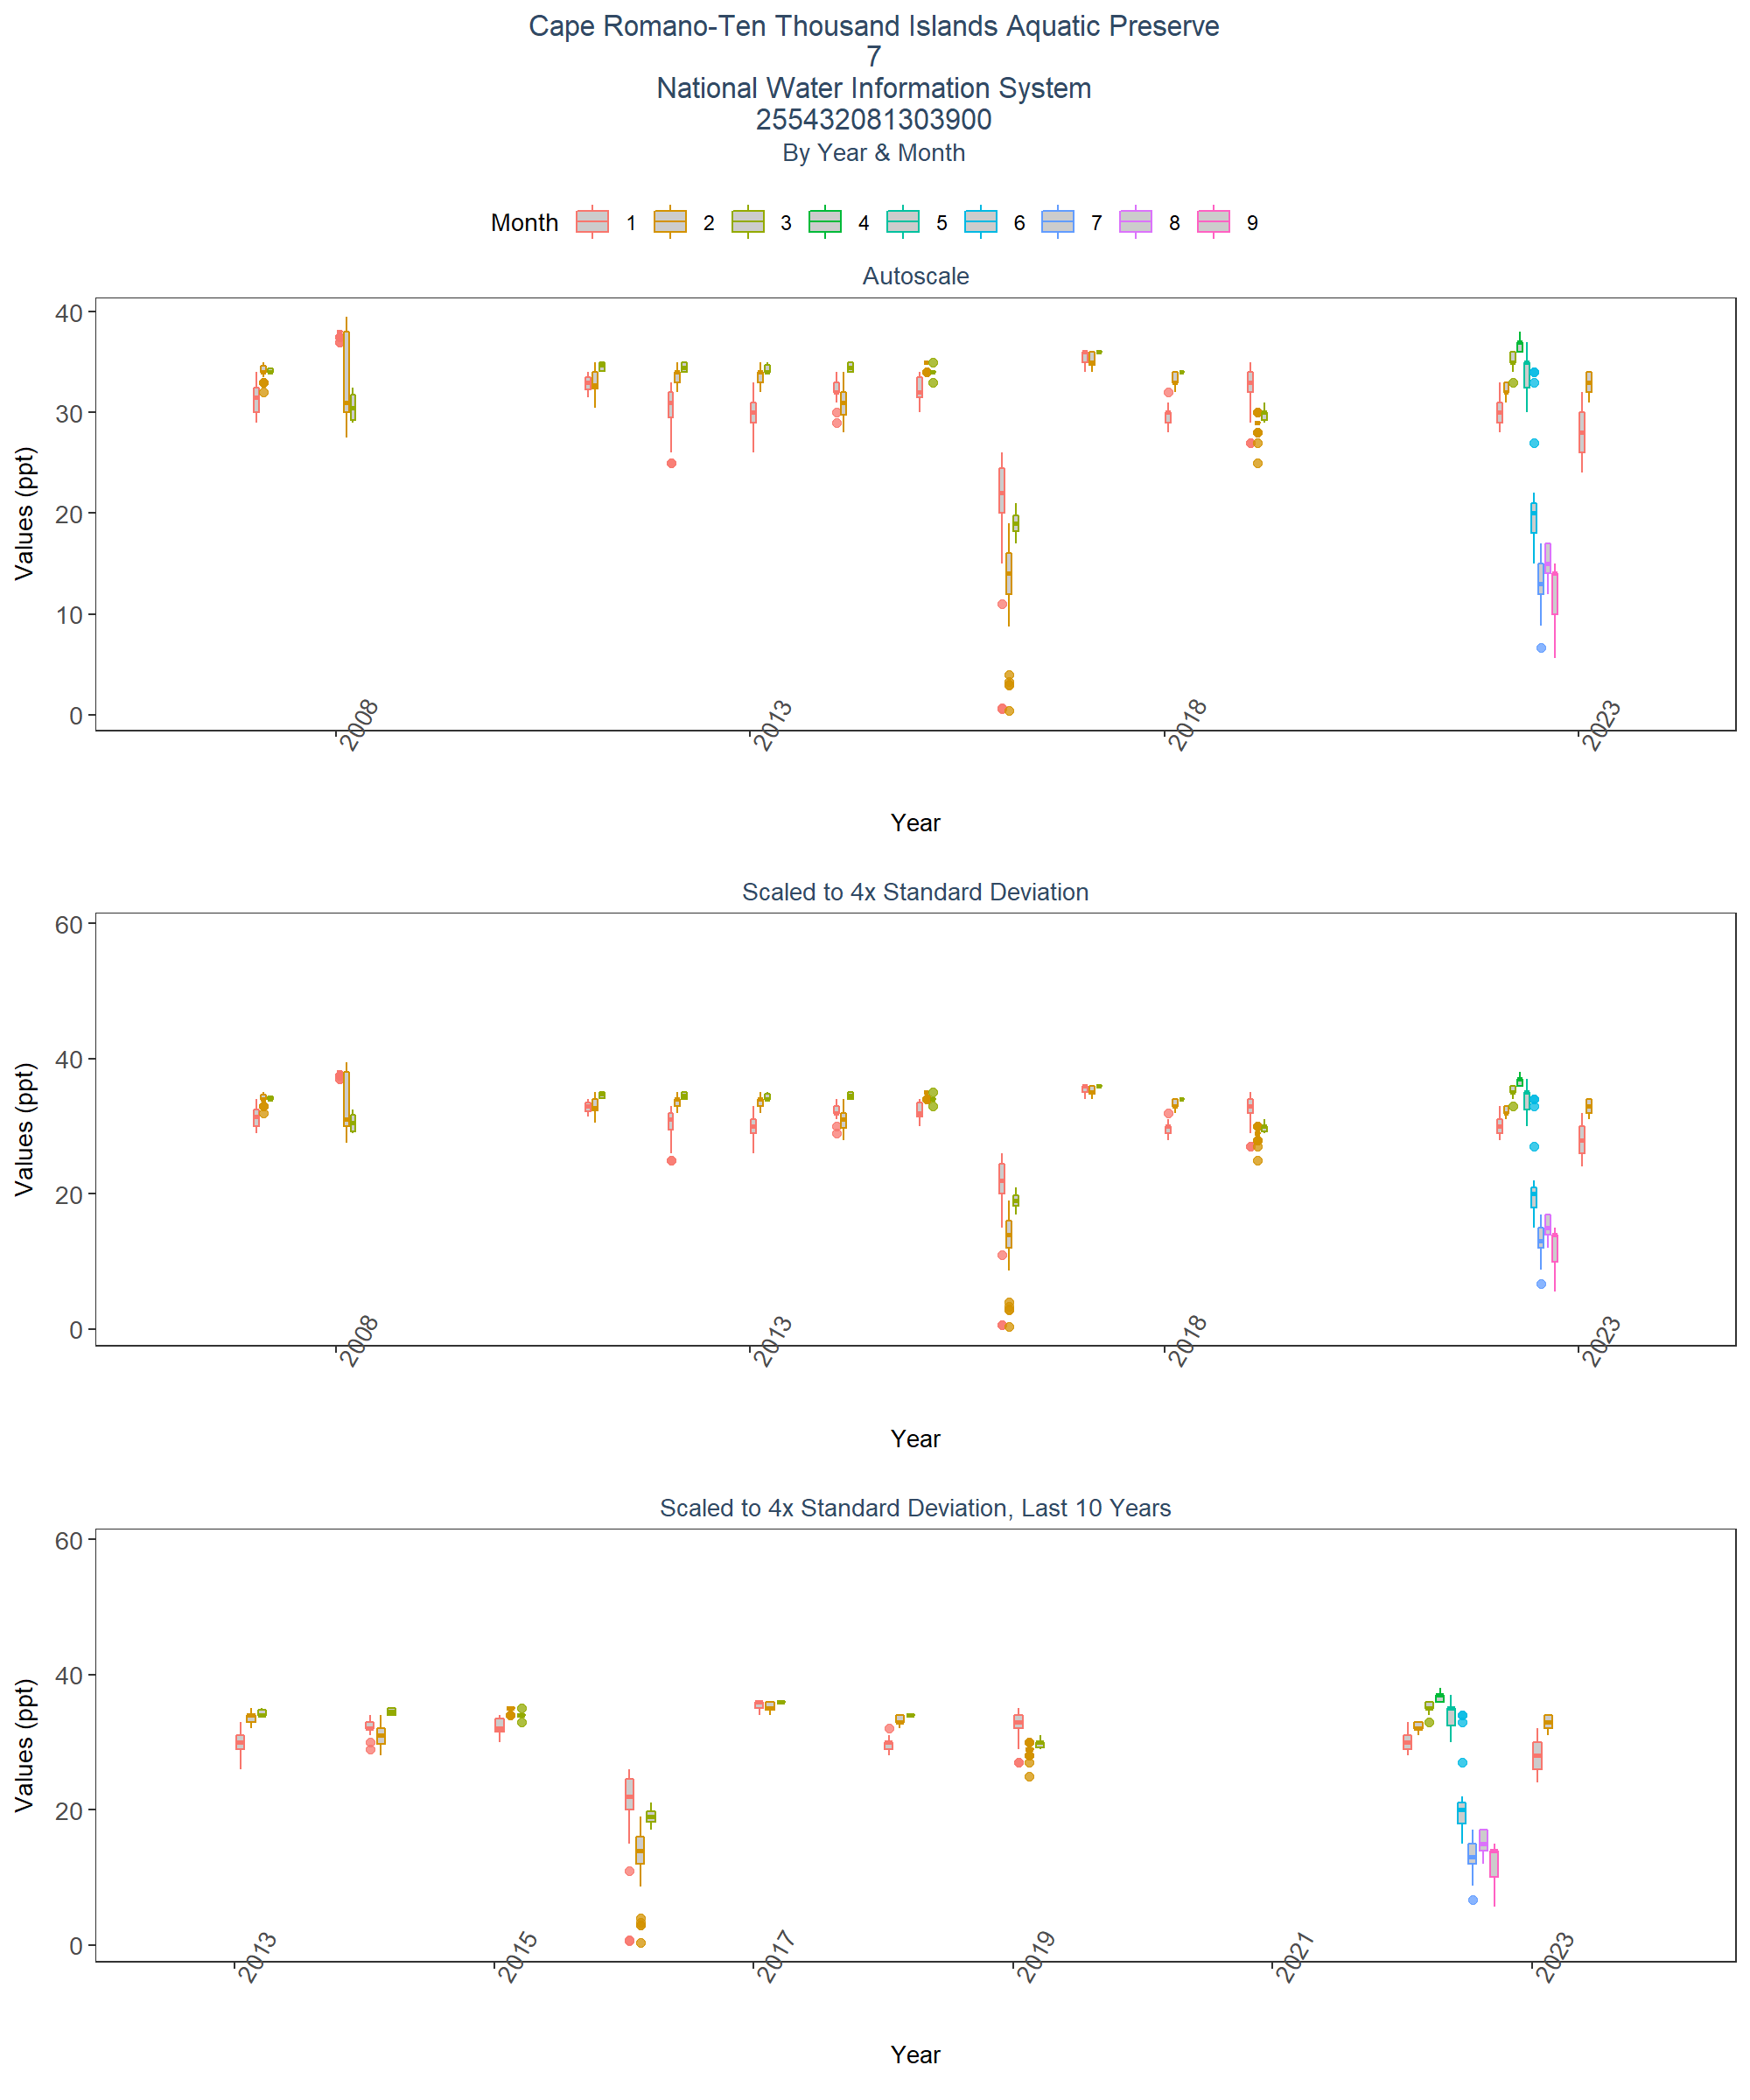 Cape Romano-Ten Thousand Islands Aquatic Preserve
7
National Water Information System
255432081303900
By Year & Month
Month 1 2 3 4 5 6 7 8 9
Autoscale
Values (ppt)
40
30
20
10
0
2008 2013 2018 2023
Year
Scaled to 4x Standard Deviation
Values (ppt)
60
40
20
0
2008 2013 2018 2023
Year
Scaled to 4x Standard Deviation, Last 10 Years
Values (ppt)
60
40
20
0
2013 2015 2017 2019 2021 2023
Year